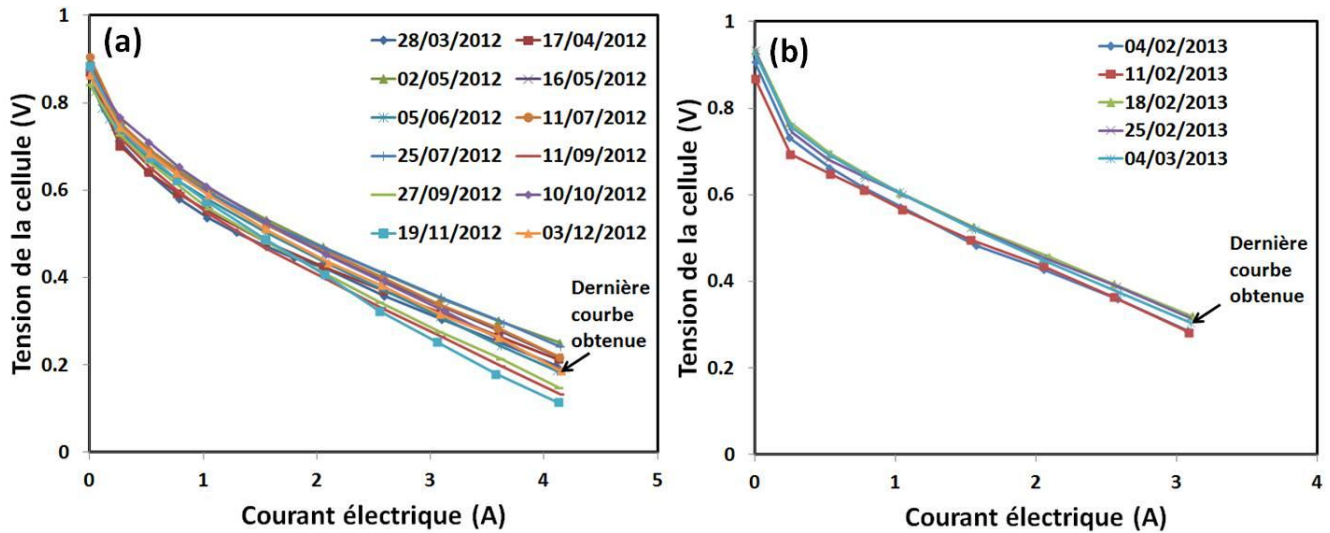 (a)
28/03/2012 17/04/2012
02/05/2012 16/05/2012
05/06/2012 11/07/2012
25/07/2012 11/09/2012
27/09/2012 10/10/2012
19/11/2012 03/12/2012
Dernière
courbe
obtenue
Tension de la cellule (V)
1
0.8
0.6
0.4
0.2
0
0 1 2 3 4 5
Courant électrique (A)
(b)
04/02/2013
11/02/2013
18/02/2013
25/02/2013
04/03/2013
Dernière
courbe
obtenue
Tension de la cellule (V)
1
0.8
0.6
0.4
0.2
0
0 1 2 3 4
Courant électrique (A)